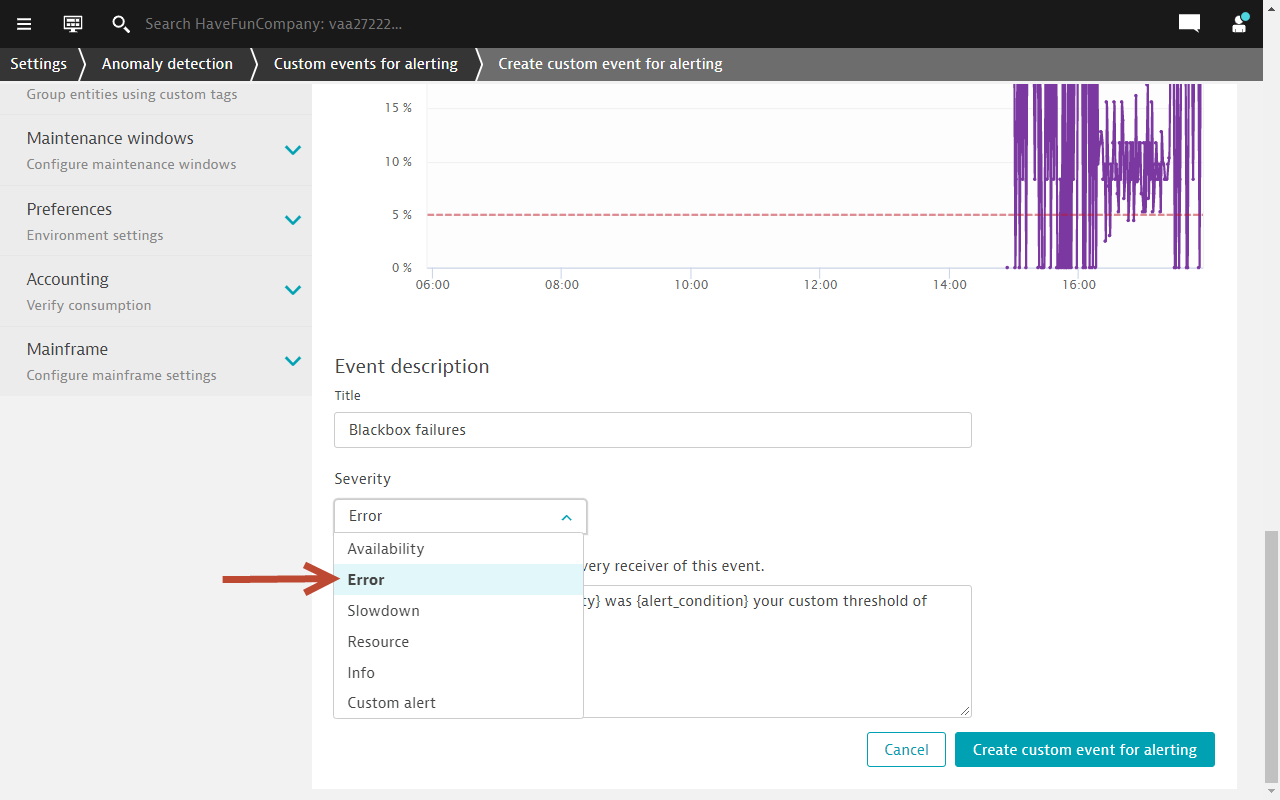 Search HaveFunCompany: vaa27222...
Settings
Anomaly detection
Custom events for alerting
Create custom event for alerting
Group entities using custom tags
Maintenance windows
Configure maintenance windows
Preferences
Environment settings
Accounting
Verify consumption
Mainframe
Configure mainframe settings
15 %
10 %
5 %
0 %
06:00
08:00
10:00
12:00
14:00
16:00
Event description
Title
Blackbox failures
Severity
Error
Availability
Error
Slowdown
Resource
Info
Custom alert
very receiver of this event.
ty} was {alert_condition} your custom threshold of
Cancel
Create custom event for alerting